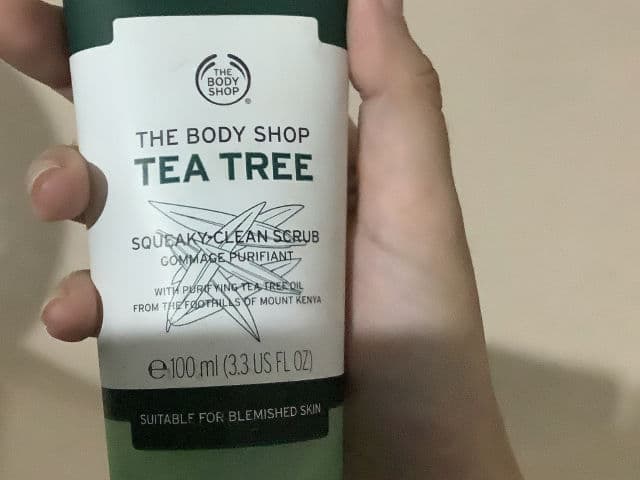 THE
BODY
SHOP
®
THE BODY SHOP
TEA TREE
SQUEAKY-CLEAN SCRUB
GOMMAGE PURIFIANT
WITH PURIFYING TEA TREE OIL
FROM THE FOOTHILLS OF MOUNT KENYA
℮100 ml (3.3 US FL OZ)
SUITABLE FOR BLEMISHED SKIN